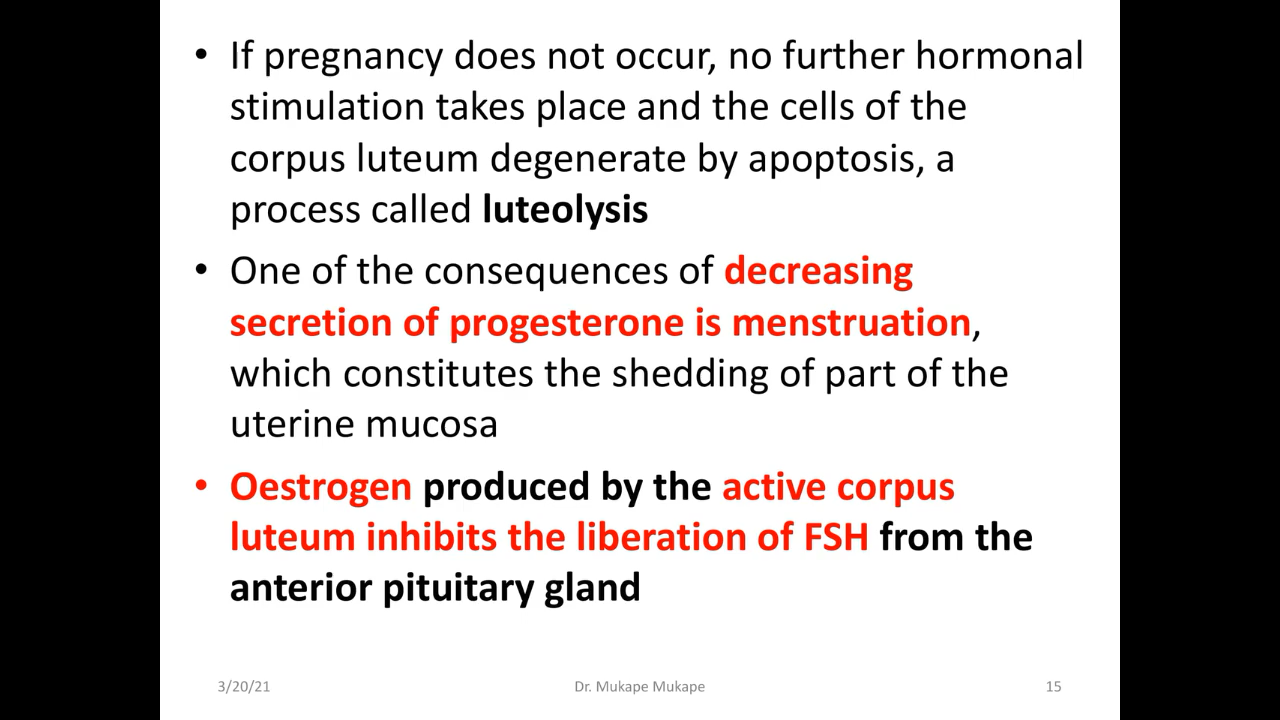 • If pregnancy does not occur, no further hormonal
stimulation takes place and the cells of the
corpus luteum degenerate by apoptosis, a
process called luteolysis
• One of the consequences of decreasing
secretion of progesterone is menstruation,
which constitutes the shedding of part of the
uterine mucosa
• Oestrogen produced by the active corpus
luteum inhibits the liberation of FSH from the
anterior pituitary gland
3/20/21 Dr. Mukape Mukape 15